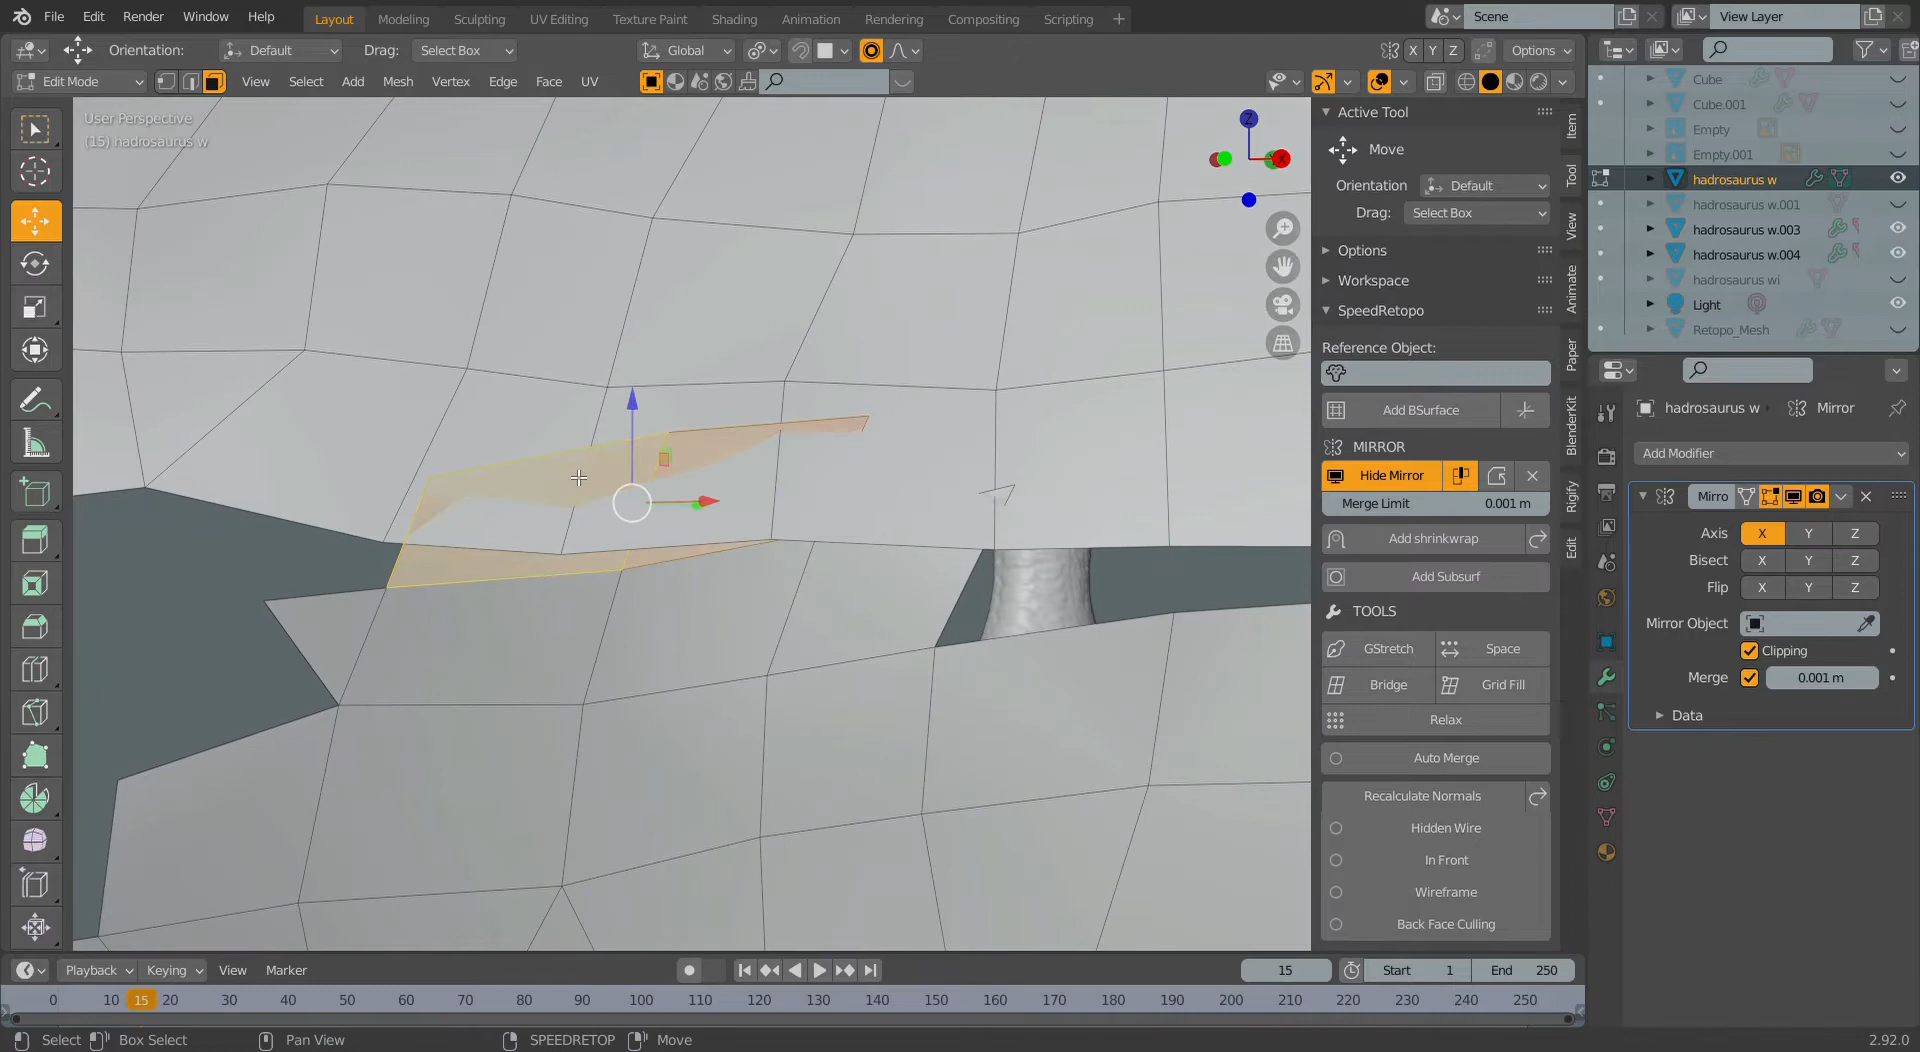 File Edit Render Window Help Layout Modeling Sculpting UV Editing Texture Paint Shading Animation Rendering Compositing Scripting + Scene View Layer
Orientation: Default Drag: Select Box Global X Y Z Options
Edit Mode View Select Add Mesh Vertex Edge Face UV
User Perspective
(15) hadrosaurus w
Z
X
Active Tool
Move
Orientation Default
Drag: Select Box
Options
Workspace
SpeedRetopo
Reference Object:
Add BSurface
MIRROR
Hide Mirror
Merge Limit 0.001 m
Add shrinkwrap
Add Subsurf
TOOLS
GStretch Space
Bridge Grid Fill
Relax
Auto Merge
Recalculate Normals
Hidden Wire
In Front
Wireframe
Back Face Culling
Item
Tool
View
Animate
Paper
BlenderKit
Rigify
Edit
Cube
Cube.001
Empty
Empty.001
hadrosaurus w
hadrosaurus w.001
hadrosaurus w.003
hadrosaurus w.004
hadrosaurus wi
Light
Retopo_Mesh
hadrosaurus w Mirror
Add Modifier
Mirro
Axis X Y Z
Bisect X Y Z
Flip X Y Z
Mirror Object
Clipping
Merge 0.001 m
Data
Playback Keying View Marker 15 Start 1 End 250
0 10 15 20 30 40 50 60 70 80 90 100 110 120 130 140 150 160 170 180 190 200 210 220 230 240 250
Select Box Select Pan View SPEEDRETOP Move 2.92.0